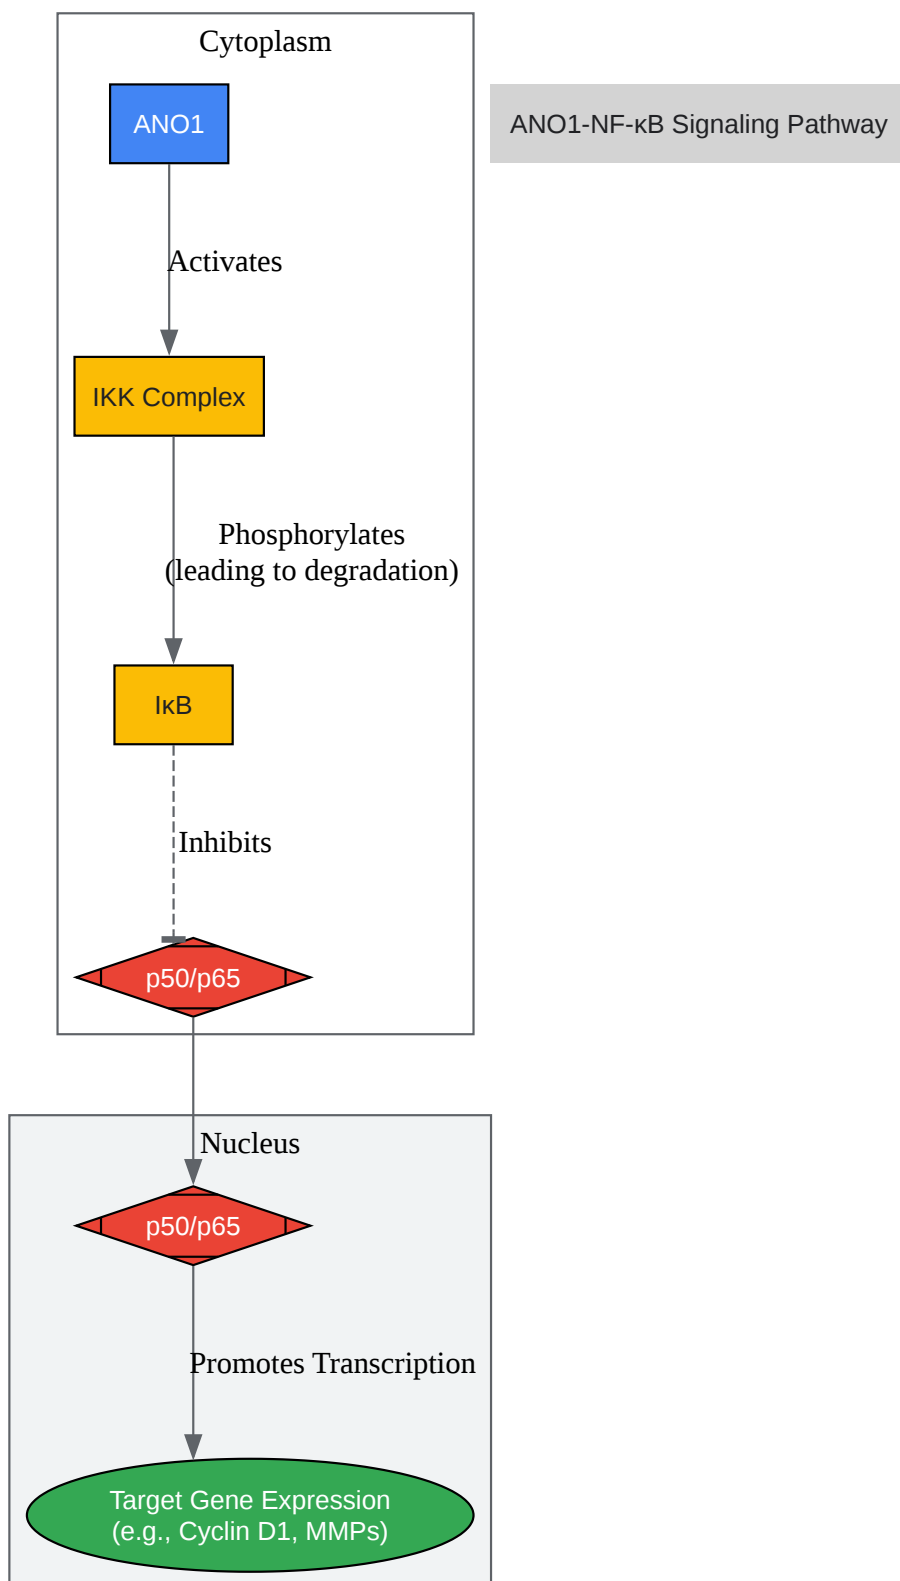 Cytoplasm
ANO1
ANO1-NF-κB Signaling Pathway
Activates
IKK Complex
Phosphorylates
(leading to degradation)
IκB
Inhibits
p50/p65
Nucleus
p50/p65
Promotes Transcription
Target Gene Expression
(e.g., Cyclin D1, MMPs)